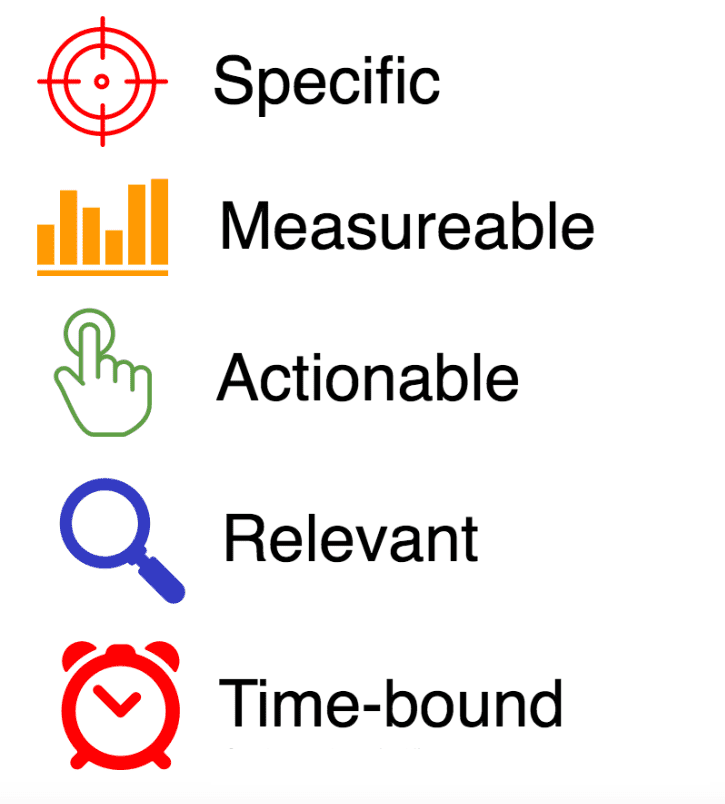 Specific
Measureable
Actionable
Relevant
Time-bound